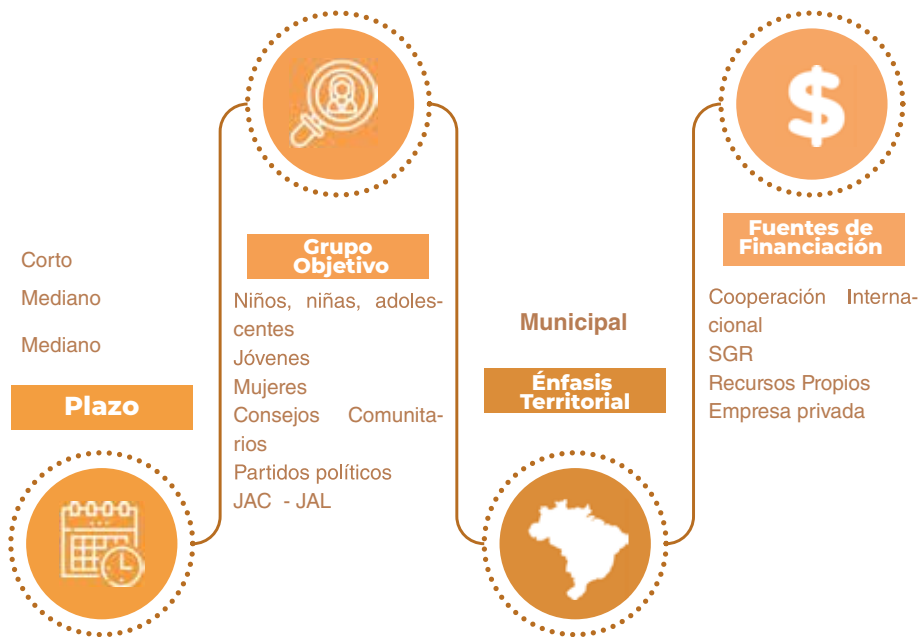 Corto
Mediano
Mediano
Plazo
Grupo
Objetivo
Niños, niñas, adoles-
centes
Jóvenes
Mujeres
Consejos Comunita-
rios
Partidos políticos
JAC - JAL
Municipal
Énfasis
Territorial
$
Fuentes de
Financiación
Cooperación Interna-
cional
SGR
Recursos Propios
Empresa privada